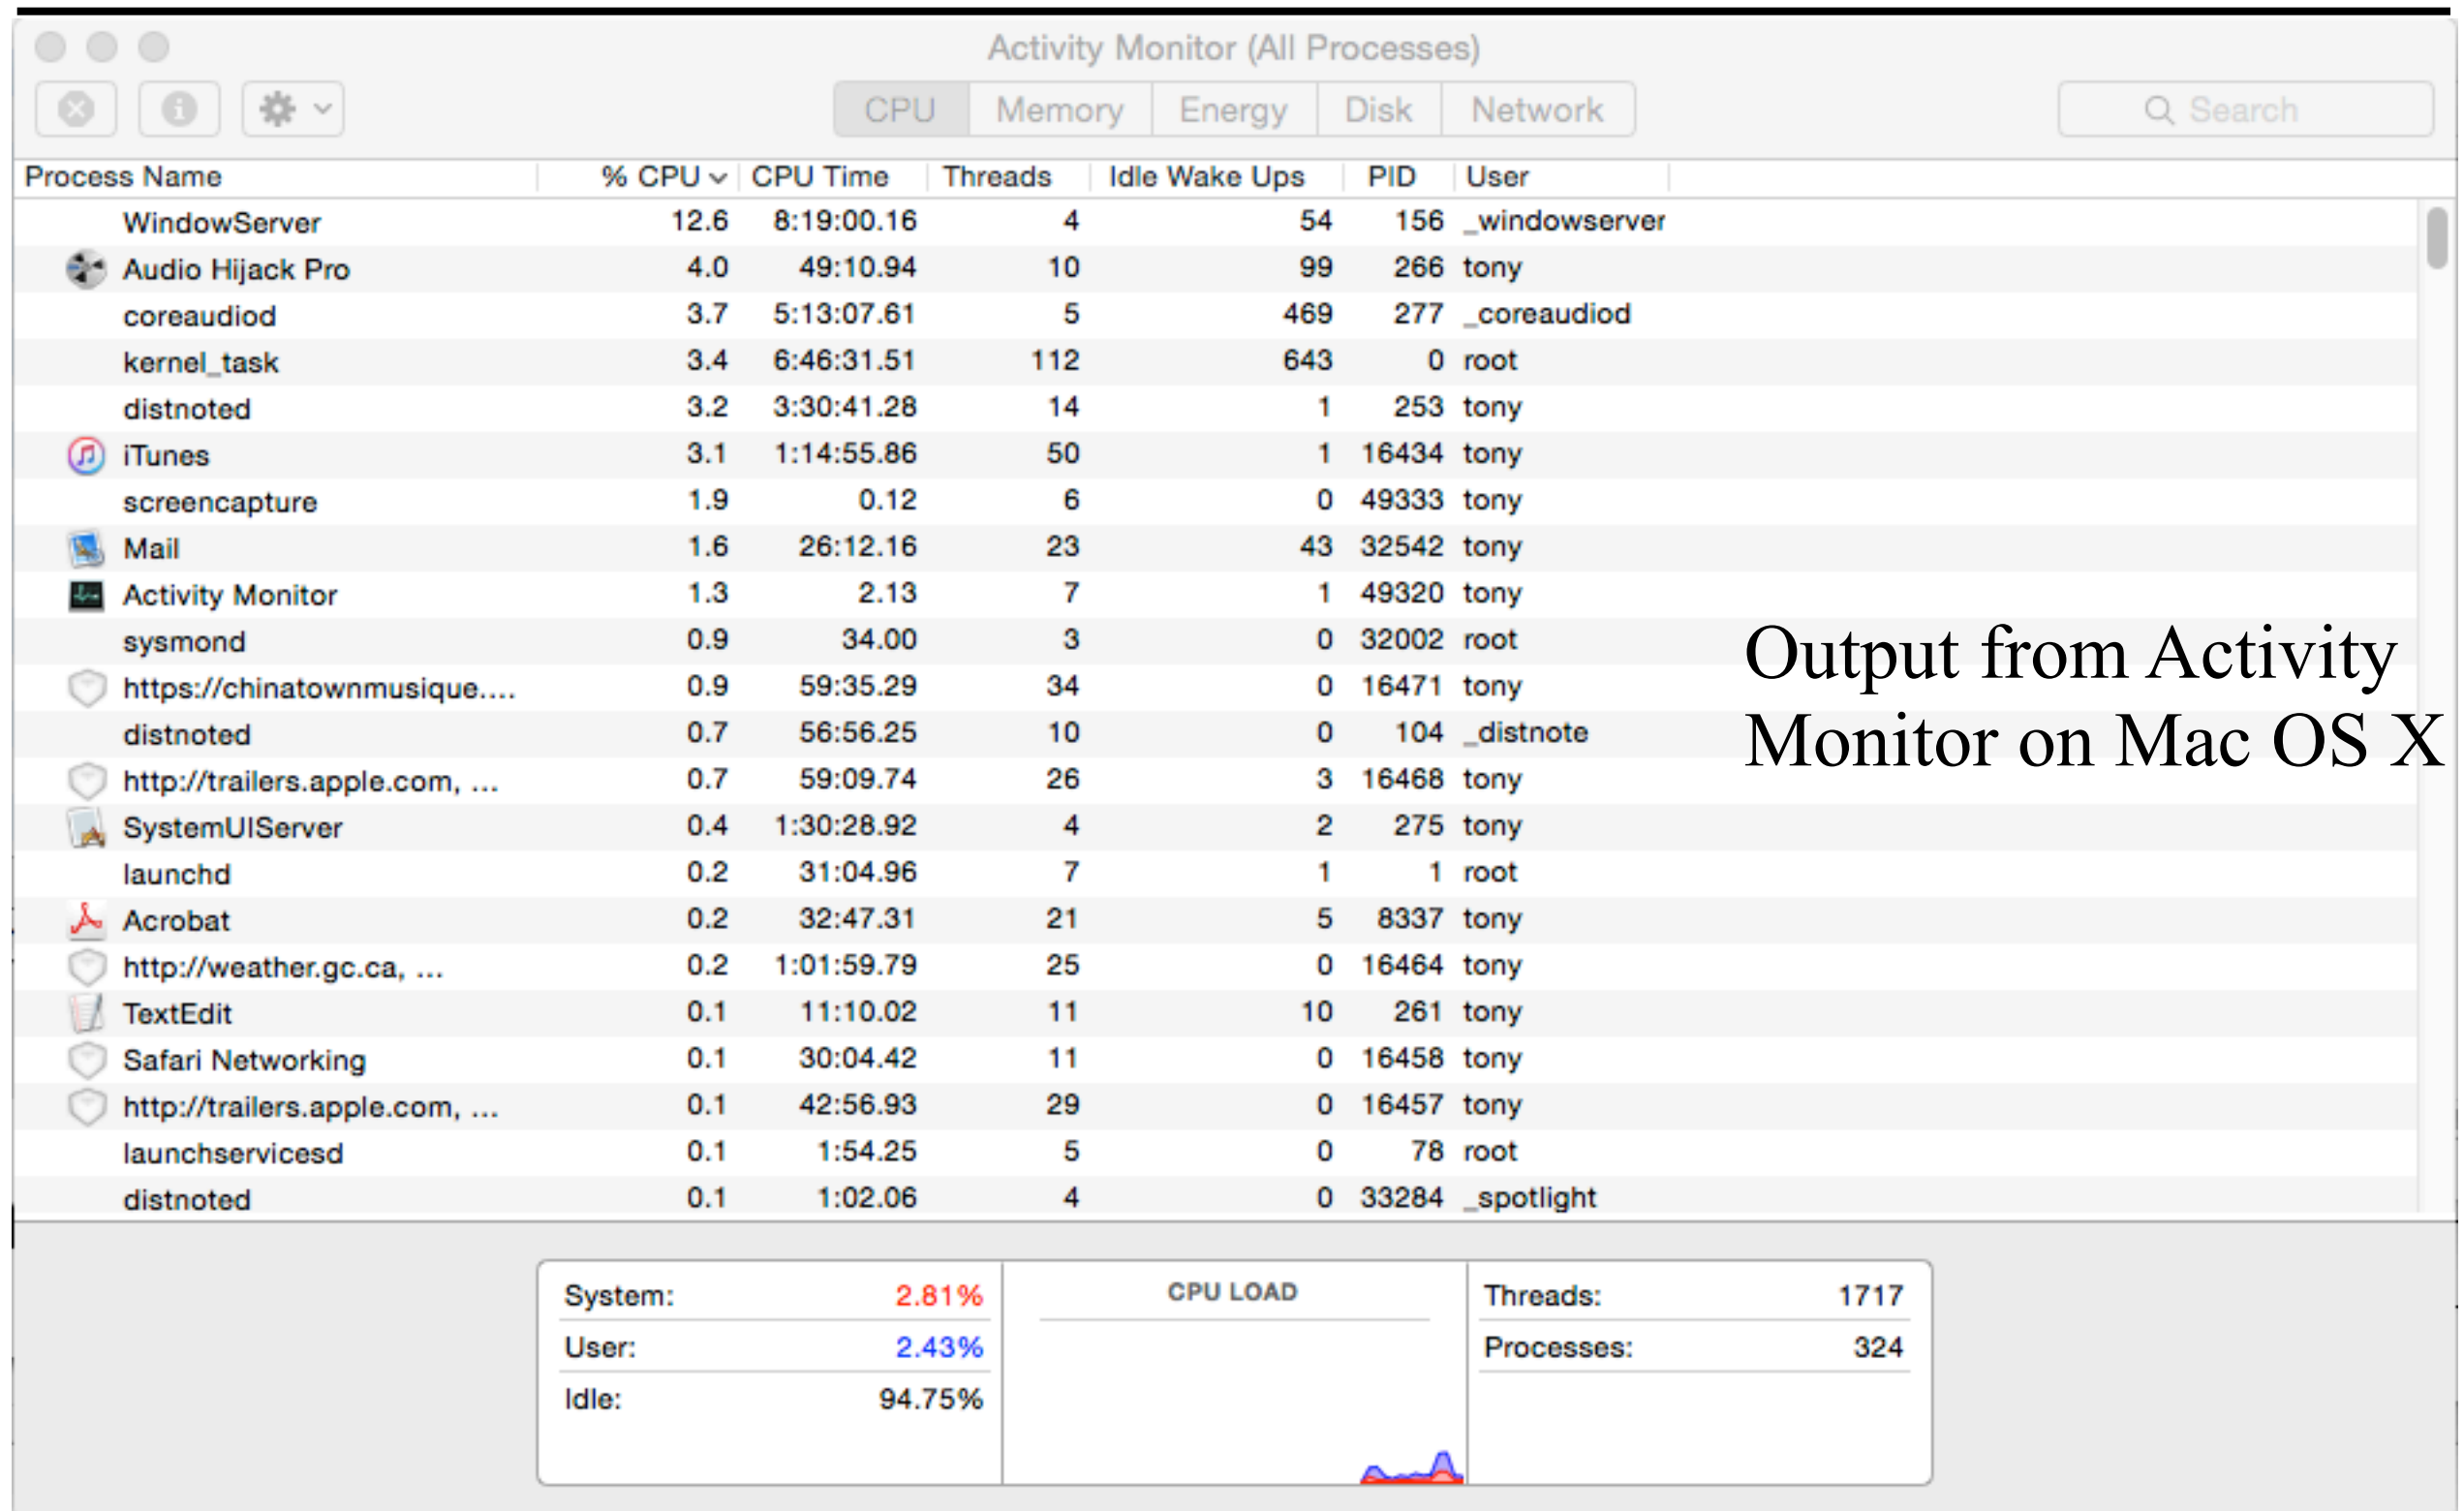 Activity Monitor (All Processes)
CPU Memory Energy Disk Network Search
Process Name % CPU CPU Time Threads Idle Wake Ups PID User
WindowServer 12.6 8:19:00.16 4 54 156 _windowserver
Audio Hijack Pro 4.0 49:10.94 10 99 266 tony
coreaudiod 3.7 5:13:07.61 5 469 277 _coreaudiod
kernel_task 3.4 6:46:31.51 112 643 0 root
distnoted 3.2 3:30:41.28 14 1 253 tony
iTunes 3.1 1:14:55.86 50 1 16434 tony
screencapture 1.9 0.12 6 0 49333 tony
Mail 1.6 26:12.16 23 43 32542 tony
Activity Monitor 1.3 2.13 7 1 49320 tony
sysmond 0.9 34.00 3 0 32002 root
https://chinatownmusique.... 0.9 59:35.29 34 0 16471 tony
distnoted 0.7 56:56.25 10 0 104 _distnote
http://trailers.apple.com, ... 0.7 59:09.74 26 3 16468 tony
SystemUIServer 0.4 1:30:28.92 4 2 275 tony
launchd 0.2 31:04.96 7 1 1 root
Acrobat 0.2 32:47.31 21 5 8337 tony
http://weather.gc.ca, ... 0.2 1:01:59.79 25 0 16464 tony
TextEdit 0.1 11:10.02 11 10 261 tony
Safari Networking 0.1 30:04.42 11 0 16458 tony
http://trailers.apple.com, ... 0.1 42:56.93 29 0 16457 tony
launchservicesd 0.1 1:54.25 5 0 78 root
distnoted 0.1 1:02.06 4 0 33284 _spotlight
Output from Activity
Monitor on Mac OS X
System: 2.81%
User: 2.43%
Idle: 94.75%
CPU LOAD
Threads: 1717
Processes: 324